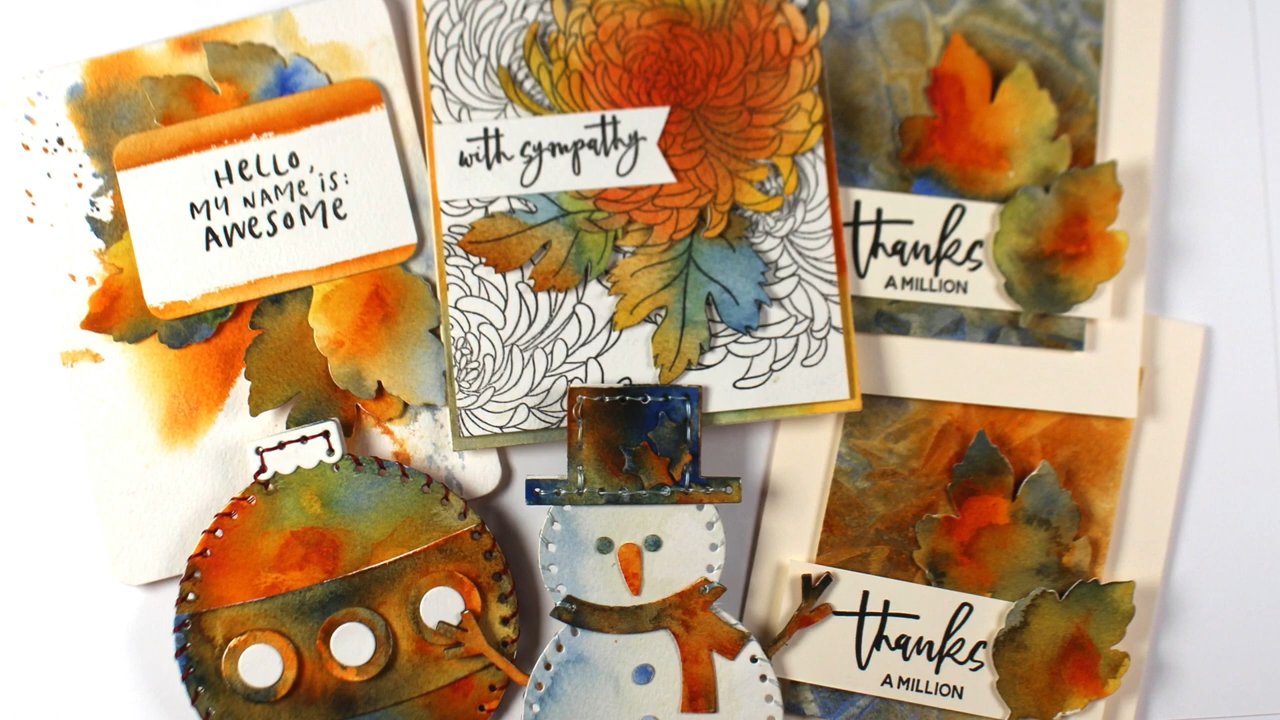 HELLO,
MY NAME IS:
AWESOME
with sympathy
thanks
A MILLION
thanks
A MILLION